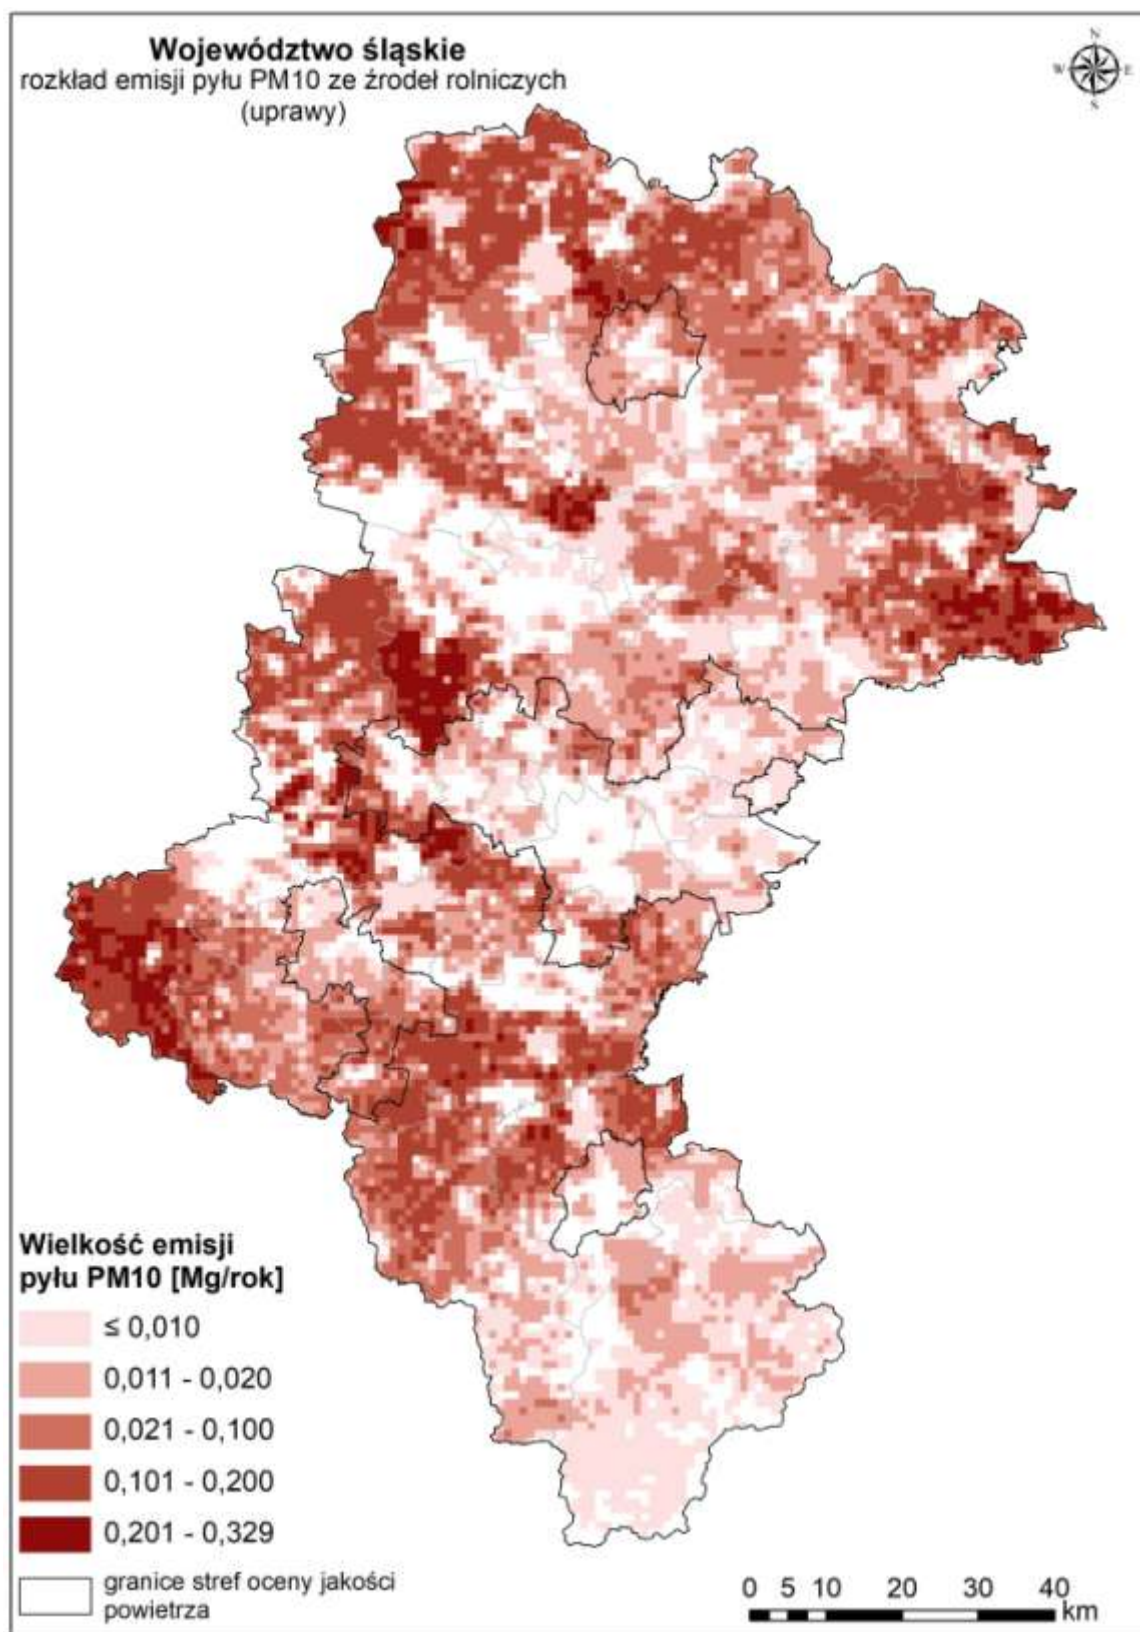 Województwo śląskie
rozkład emisji pyłu PM10 ze źrodeł rolniczych
(uprawy)
N
W E
S
Wielkość emisji
pyłu PM10 [Mg/rok]
≤ 0,010
0,011 - 0,020
0,021 - 0,100
0,101 - 0,200
0,201 - 0,329
granice stref oceny jakości
powietrza
0 5 10 20 30 40
km